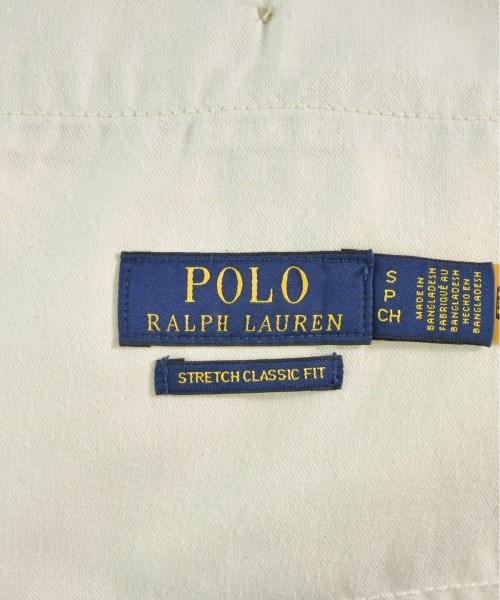 POLO
RALPH LAUREN
STRETCH CLASSIC FIT
S
P
CH
MADE IN
BANGLADESH
FABRIQUÉ AU
BANGLADESH
HECHO EN
BANGLADESH